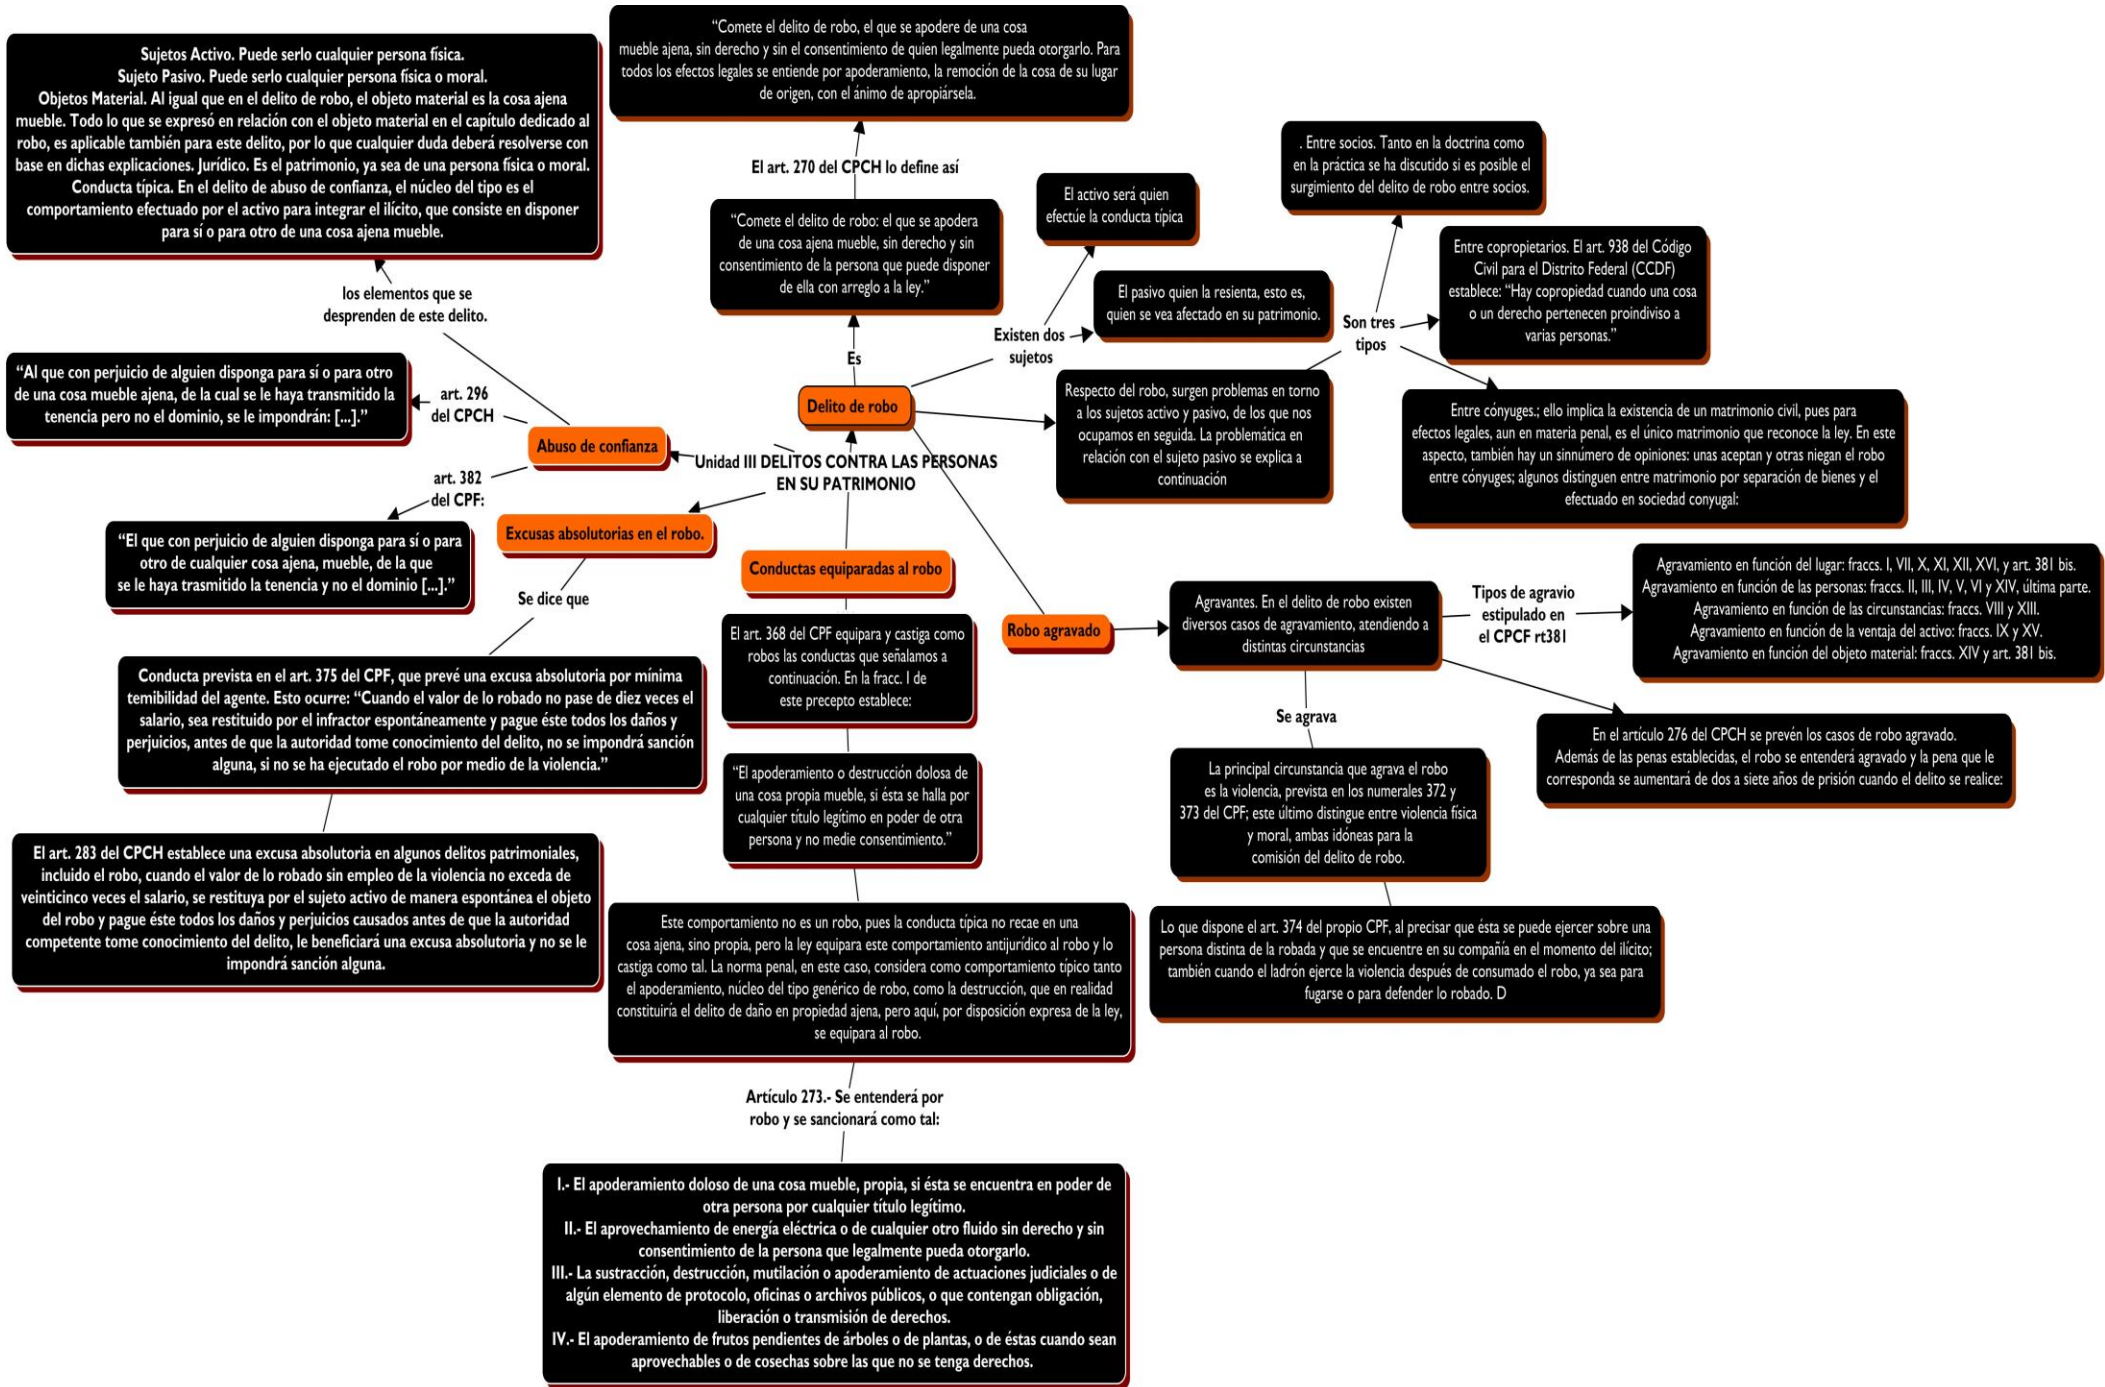 Unidad III DELITOS CONTRA LAS PERSONAS
EN SU PATRIMONIO
Delito de robo
Es
“Comete el delito de robo: el que se apodera
de una cosa ajena mueble, sin derecho y sin
consentimiento de la persona que puede disponer
de ella con arreglo a la ley.”
El art. 270 del CPCH lo define así
“Comete el delito de robo, el que se apodere de una cosa
mueble ajena, sin derecho y sin el consentimiento de quien legalmente pueda otorgarlo. Para
todos los efectos legales se entiende por apoderamiento, la remoción de la cosa de su lugar
de origen, con el ánimo de apropiársela.
Existen dos
sujetos
El activo será quien
efectúe la conducta típica
El pasivo quien la resienta, esto es,
quien se vea afectado en su patrimonio.
Respecto del robo, surgen problemas en torno
a los sujetos activo y pasivo, de los que nos
ocupamos en seguida. La problemática en
relación con el sujeto pasivo se explica a
continuación
Son tres
tipos
. Entre socios. Tanto en la doctrina como
en la práctica se ha discutido si es posible el
surgimiento del delito de robo entre socios.
Entre copropietarios. El art. 938 del Código
Civil para el Distrito Federal (CCDF)
establece: “Hay copropiedad cuando una cosa
o un derecho pertenecen proindiviso a
varias personas.”
Entre cónyuges.; ello implica la existencia de un matrimonio civil, pues para
efectos legales, aun en materia penal, es el único matrimonio que reconoce la ley. En este
aspecto, también hay un sinnúmero de opiniones: unas aceptan y otras niegan el robo
entre cónyuges; algunos distinguen entre matrimonio por separación de bienes y el
efectuado en sociedad conyugal:
Robo agravado
Agravantes. En el delito de robo existen
diversos casos de agravamiento, atendiendo a
distintas circunstancias
Tipos de agravio
estipulado en
el CPCF rt381
Agravamiento en función del lugar: fraccs. I, VII, X, XI, XII, XVI, y art. 381 bis.
Agravamiento en función de las personas: fraccs. II, III, IV, V, VI y XIV, última parte.
Agravamiento en función de las circunstancias: fraccs. VIII y XIII.
Agravamiento en función de la ventaja del activo: fraccs. IX y XV.
Agravamiento en función del objeto material: fraccs. XIV y art. 381 bis.
En el artículo 276 del CPCH se prevén los casos de robo agravado.
Además de las penas establecidas, el robo se entenderá agravado y la pena que le
corresponda se aumentará de dos a siete años de prisión cuando el delito se realice:
Se agrava
La principal circunstancia que agrava el robo
es la violencia, prevista en los numerales 372 y
373 del CPF; este último distingue entre violencia física
y moral, ambas idóneas para la
comisión del delito de robo.
Lo que dispone el art. 374 del propio CPF, al precisar que ésta se puede ejercer sobre una
persona distinta de la robada y que se encuentre en su compañía en el momento del ilícito;
también cuando el ladrón ejerce la violencia después de consumado el robo, ya sea para
fugarse o para defender lo robado. D
Conductas equiparadas al robo
El art. 368 del CPF equipara y castiga como
robos las conductas que señalamos a
continuación. En la fracc. I de
este precepto establece:
“El apoderamiento o destrucción dolosa de
una cosa propia mueble, si ésta se halla por
cualquier título legítimo en poder de otra
persona y no medie consentimiento.”
Este comportamiento no es un robo, pues la conducta típica no recae en una
cosa ajena, sino propia, pero la ley equipara este comportamiento antijurídico al robo y lo
castiga como tal. La norma penal, en este caso, considera como comportamiento típico tanto
el apoderamiento, núcleo del tipo genérico de robo, como la destrucción, que en realidad
constituiría el delito de daño en propiedad ajena, pero aquí, por disposición expresa de la ley,
se equipara al robo.
Artículo 273.- Se entenderá por
robo y se sancionará como tal:
I.- El apoderamiento doloso de una cosa mueble, propia, si ésta se encuentra en poder de
otra persona por cualquier título legítimo.
II.- El aprovechamiento de energía eléctrica o de cualquier otro fluido sin derecho y sin
consentimiento de la persona que legalmente pueda otorgarlo.
III.- La sustracción, destrucción, mutilación o apoderamiento de actuaciones judiciales o de
algún elemento de protocolo, oficinas o archivos públicos, o que contengan obligación,
liberación o transmisión de derechos.
IV.- El apoderamiento de frutos pendientes de árboles o de plantas, o de éstas cuando sean
aprovechables o de cosechas sobre las que no se tenga derechos.
Excusas absolutorias en el robo.
Se dice que
Conducta prevista en el art. 375 del CPF, que prevé una excusa absolutoria por mínima
temibilidad del agente. Esto ocurre: “Cuando el valor de lo robado no pase de diez veces el
salario, sea restituido por el infractor espontáneamente y pague éste todos los daños y
perjuicios, antes de que la autoridad tome conocimiento del delito, no se impondrá sanción
alguna, si no se ha ejecutado el robo por medio de la violencia.”
El art. 283 del CPCH establece una excusa absolutoria en algunos delitos patrimoniales,
incluido el robo, cuando el valor de lo robado sin empleo de la violencia no exceda de
veinticinco veces el salario, se restituya por el sujeto activo de manera espontánea el objeto
del robo y pague éste todos los daños y perjuicios causados antes de que la autoridad
competente tome conocimiento del delito, le beneficiará una excusa absolutoria y no se le
impondrá sanción alguna.
Abuso de confianza
los elementos que se
desprenden de este delito.
Sujetos Activo. Puede serlo cualquier persona física.
Sujeto Pasivo. Puede serlo cualquier persona física o moral.
Objetos Material. Al igual que en el delito de robo, el objeto material es la cosa ajena
mueble. Todo lo que se expresó en relación con el objeto material en el capítulo dedicado al
robo, es aplicable también para este delito, por lo que cualquier duda deberá resolverse con
base en dichas explicaciones. Jurídico. Es el patrimonio, ya sea de una persona física o moral.
Conducta típica. En el delito de abuso de confianza, el núcleo del tipo es el
comportamiento efectuado por el activo para integrar el ilícito, que consiste en disponer
para sí o para otro de una cosa ajena mueble.
art. 296
del CPCH
“Al que con perjuicio de alguien disponga para sí o para otro
de una cosa mueble ajena, de la cual se le haya transmitido la
tenencia pero no el dominio, se le impondrán: [...].”
art. 382
del CPF:
“El que con perjuicio de alguien disponga para sí o para
otro de cualquier cosa ajena, mueble, de la que
se le haya trasmitido la tenencia y no el dominio [...].”